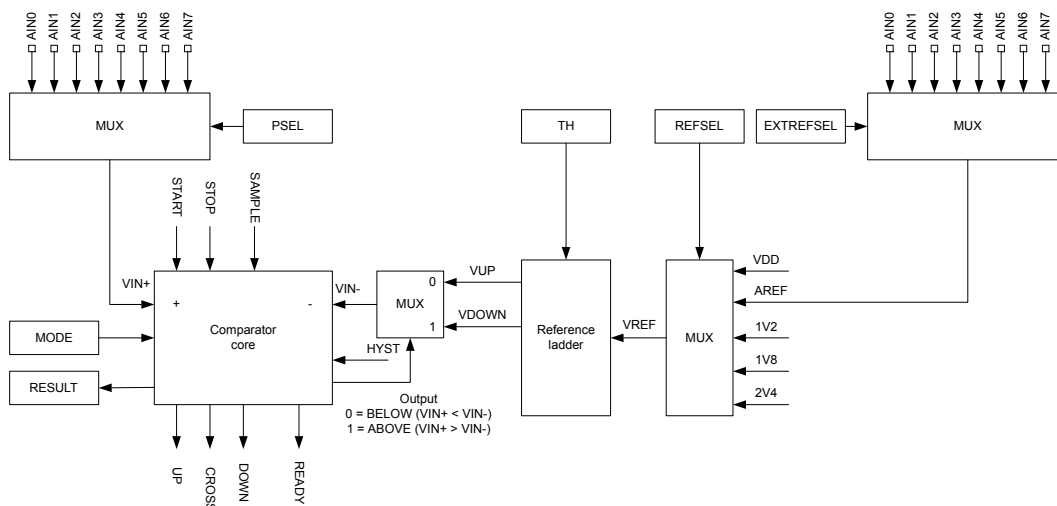 AIN0
AIN1
AIN2
AIN3
AIN4
AIN5
AIN6
AIN7
AIN0
AIN1
AIN2
AIN3
AIN4
AIN5
AIN6
AIN7
MUX
PSEL
TH
REFSEL
EXTREFSEL
MUX
START
STOP
SAMPLE
VIN+
+
-
VIN-
MUX
0
1
VUP
VDOWN
Comparator
core
MODE
RESULT
HYST
Reference
ladder
VREF
MUX
VDD
AREF
1V2
1V8
2V4
Output
0 = BELOW (VIN+ < VIN-)
1 = ABOVE (VIN+ > VIN-)
UP
CROSS
DOWN
READY